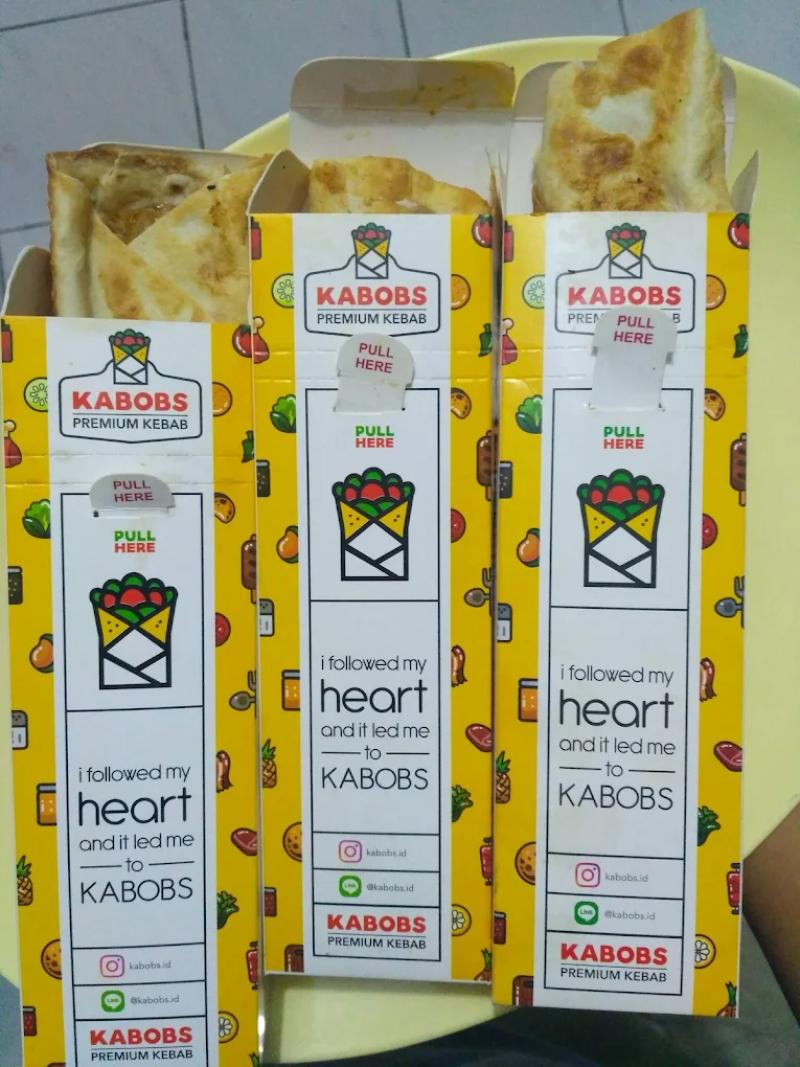 KABOBS
PREMIUM KEBAB
PULL
HERE
PULL
HERE
i followed my
heart
and it led me
to
KABOBS
kabobs.id
LINE
@kabobs.id
KABOBS
PREMIUM KEBAB
KABOBS
PREMIUM KEBAB
PULL
HERE
PULL
HERE
i followed my
heart
and it led me
to
KABOBS
kabobs.id
LINE
@kabobs.id
KABOBS
PREMIUM KEBAB
KABOBS
PULL
HERE
PULL
HERE
i followed my
heart
and it led me
to
KABOBS
kabobs.id
LINE
@kabobs.id
KABOBS
PREMIUM KEBAB